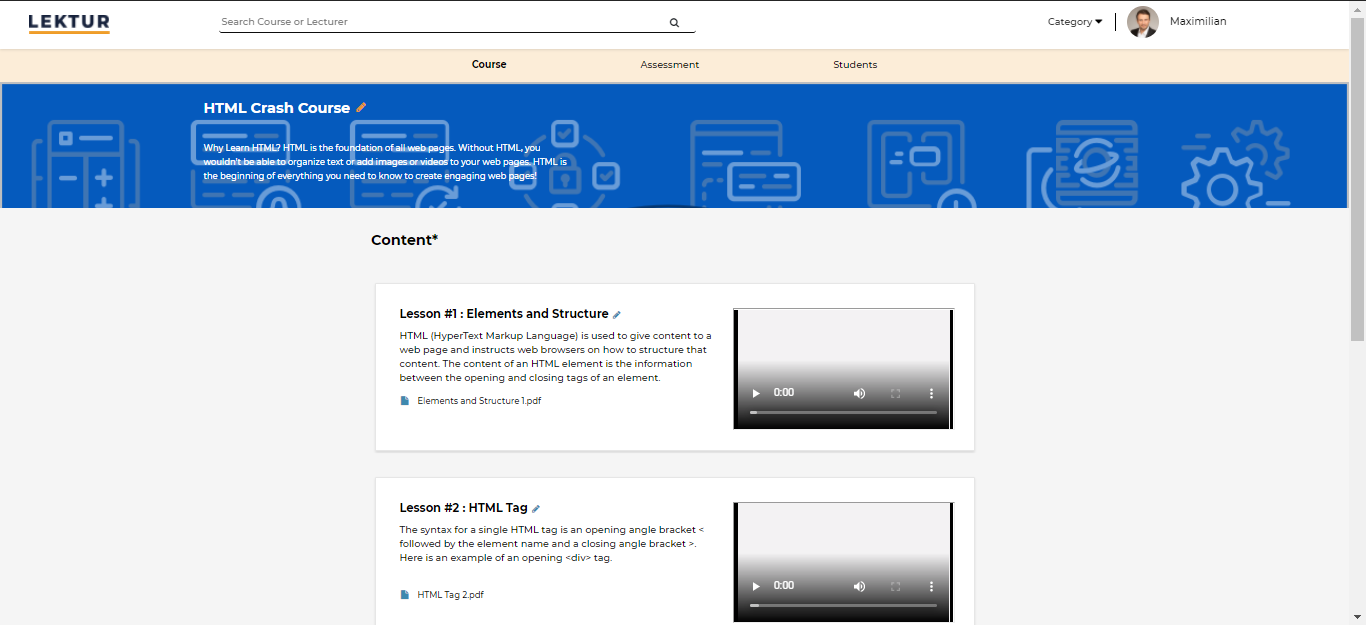 LEKTUR
Search Course or Lecturer
Category
Maximilian
Course
Assessment
Students
HTML Crash Course
Why Learn HTML? HTML is the foundation of all web pages. Without HTML, you
wouldn't be able to organize text or add images or videos to your web pages. HTML is
the beginning of everything you need to know to create engaging web pages!
Content*
Lesson #1 : Elements and Structure
HTML (HyperText Markup Language) is used to give content to a
web page and instructs web browsers on how to structure that
content. The content of an HTML element is the information
between the opening and closing tags of an element.
Elements and Structure 1.pdf
0:00
Lesson #2 : HTML Tag
The syntax for a single HTML tag is an opening angle bracket <
followed by the element name and a closing angle bracket >.
Here is an example of an opening <div> tag.
HTML Tag 2.pdf
0:00